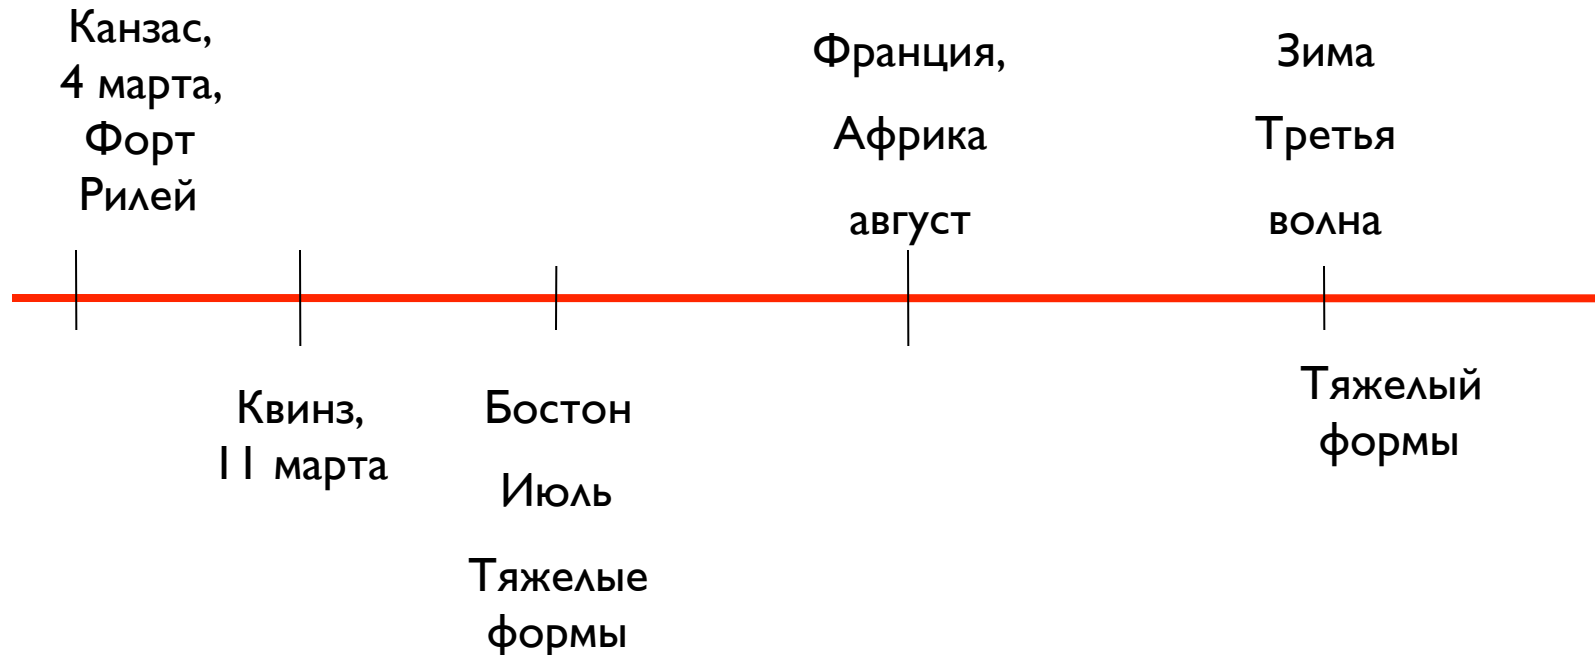 Канзас,
4 марта,
Форт
Рилей
Квинз,
11 марта
Бостон
Июль
Тяжелые
формы
Франция,
Африка
август
Зима
Третья
волна
Тяжелый
формы